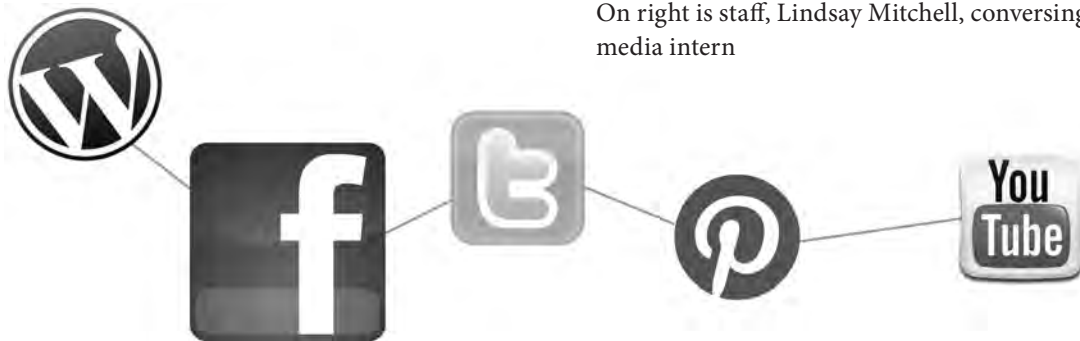 On right is staff, Lindsay Mitchell, conversing
media intern
You
Tube